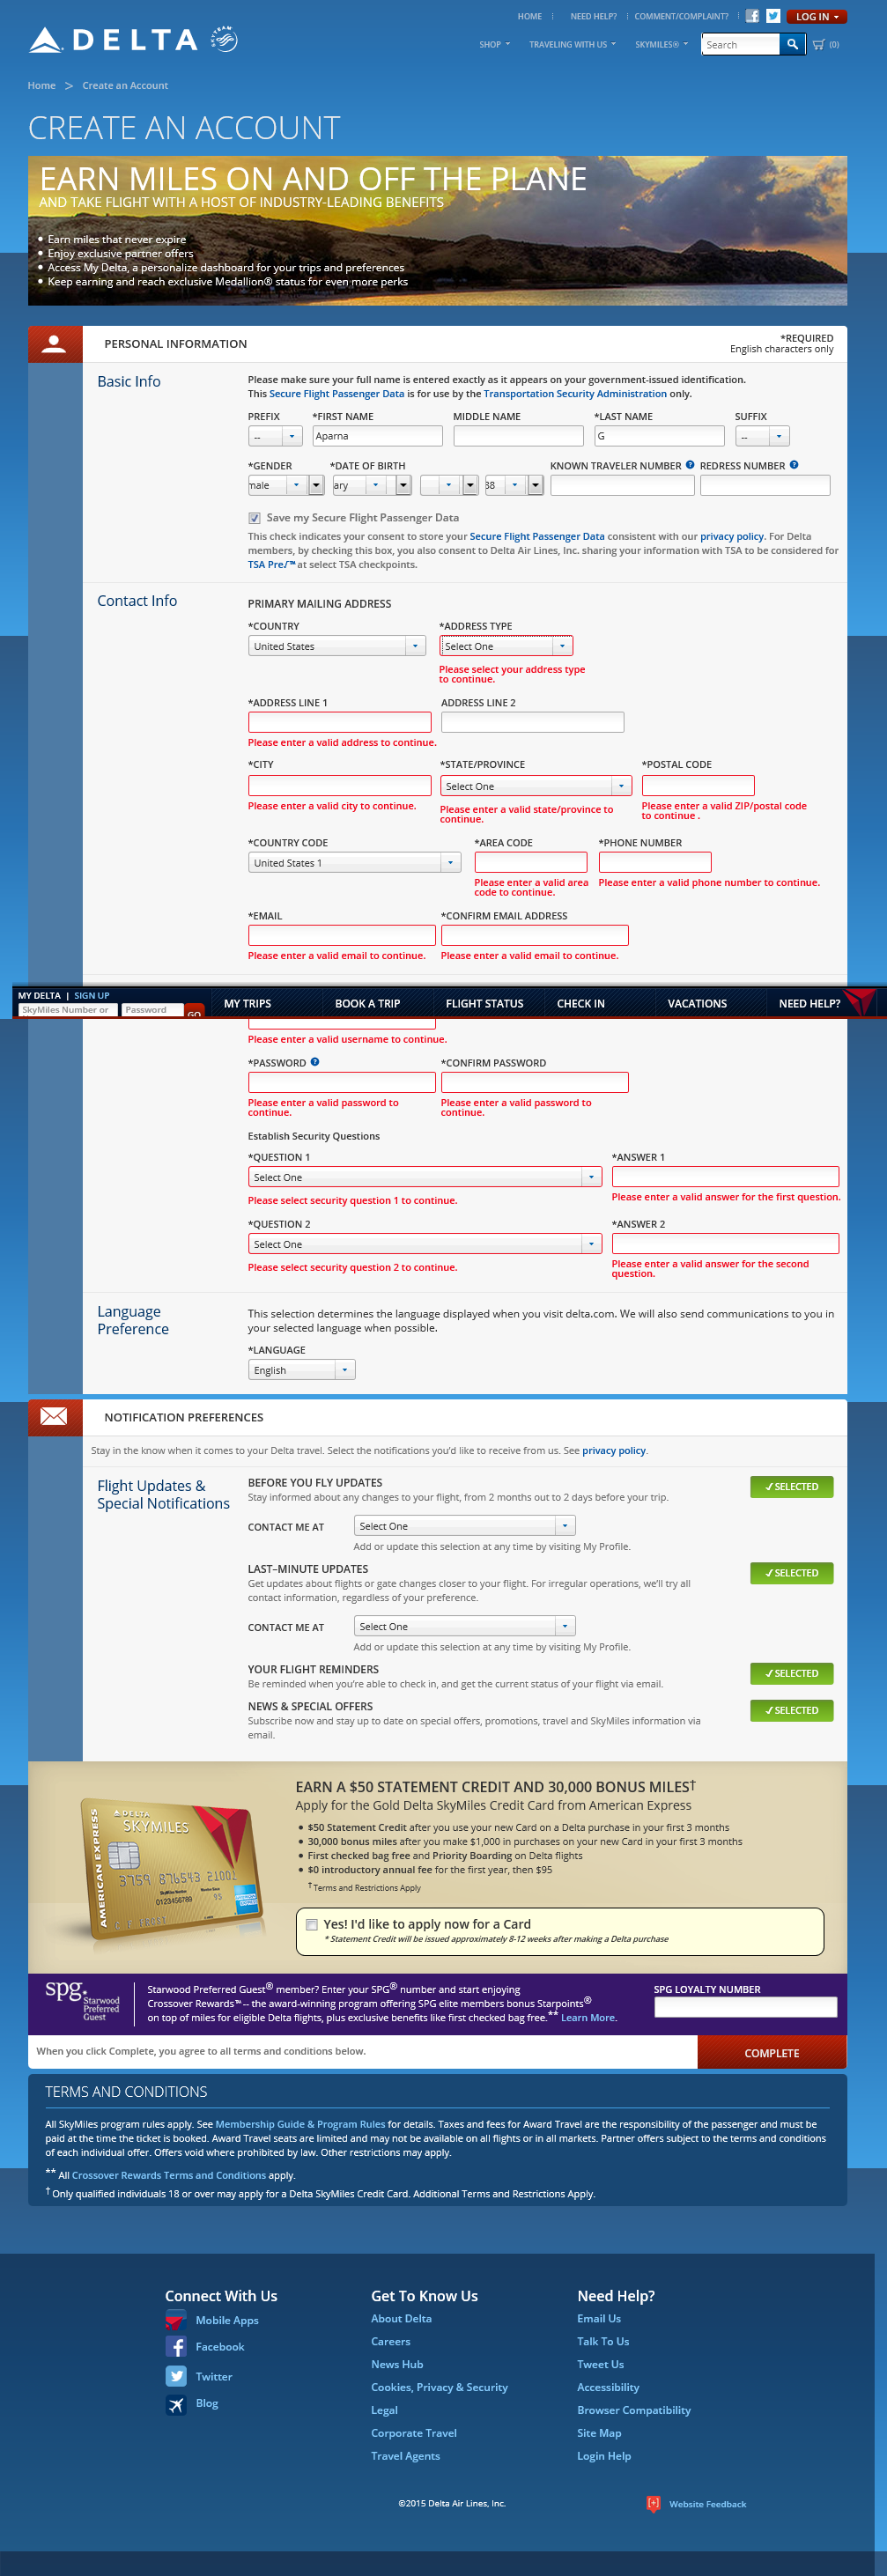 HOME
NEED HELP?
COMMENT/COMPLAINT?
LOG IN
DELTA
SHOP
TRAVELING WITH US
SKYMILES®
Search
(0)
Home > Create an Account
CREATE AN ACCOUNT
EARN MILES ON AND OFF THE PLANE
AND TAKE FLIGHT WITH A HOST OF INDUSTRY-LEADING BENEFITS
• Earn miles that never expire
• Enjoy exclusive partner offers
• Access My Delta, a personalize dashboard for your trips and preferences
• Keep earning and reach exclusive Medallion® status for even more perks
PERSONAL INFORMATION
*REQUIRED
English characters only
Basic Info
Please make sure your full name is entered exactly as it appears on your government-issued identification.
This Secure Flight Passenger Data is for use by the Transportation Security Administration only.
PREFIX *FIRST NAME MIDDLE NAME *LAST NAME SUFFIX
-- Aparna G --
*GENDER *DATE OF BIRTH KNOWN TRAVELER NUMBER REDRESS NUMBER
male ary 38
Save my Secure Flight Passenger Data
This check indicates your consent to store your Secure Flight Passenger Data consistent with our privacy policy. For Delta
members, by checking this box, you also consent to Delta Air Lines, Inc. sharing your information with TSA to be considered for
TSA Pre✓™ at select TSA checkpoints.
Contact Info
PRIMARY MAILING ADDRESS
*COUNTRY *ADDRESS TYPE
United States Select One
Please select your address type
to continue.
*ADDRESS LINE 1 ADDRESS LINE 2
Please enter a valid address to continue.
*CITY *STATE/PROVINCE *POSTAL CODE
Select One
Please enter a valid city to continue.
Please enter a valid state/province to
continue.
Please enter a valid ZIP/postal code
to continue .
*COUNTRY CODE *AREA CODE *PHONE NUMBER
United States 1
Please enter a valid area
code to continue.
Please enter a valid phone number to continue.
*EMAIL *CONFIRM EMAIL ADDRESS
Please enter a valid email to continue. Please enter a valid email to continue.
MY DELTA | SIGN UP
SkyMiles Number or Password GO
MY TRIPS BOOK A TRIP FLIGHT STATUS CHECK IN VACATIONS NEED HELP?
Please enter a valid username to continue.
*PASSWORD *CONFIRM PASSWORD
Please enter a valid password to
continue.
Please enter a valid password to
continue.
Establish Security Questions
*QUESTION 1 *ANSWER 1
Select One
Please select security question 1 to continue.
Please enter a valid answer for the first question.
*QUESTION 2 *ANSWER 2
Select One
Please select security question 2 to continue.
Please enter a valid answer for the second
question.
Language
Preference
This selection determines the language displayed when you visit delta.com. We will also send communications to you in
your selected language when possible.
*LANGUAGE
English
NOTIFICATION PREFERENCES
Stay in the know when it comes to your Delta travel. Select the notifications you'd like to receive from us. See privacy policy.
Flight Updates &
Special Notifications
BEFORE YOU FLY UPDATES
Stay informed about any changes to your flight, from 2 months out to 2 days before your trip.
✓ SELECTED
CONTACT ME AT Select One
Add or update this selection at any time by visiting My Profile.
LAST–MINUTE UPDATES
Get updates about flights or gate changes closer to your flight. For irregular operations, we'll try all
contact information, regardless of your preference.
✓ SELECTED
CONTACT ME AT Select One
Add or update this selection at any time by visiting My Profile.
YOUR FLIGHT REMINDERS
Be reminded when you're able to check in, and get the current status of your flight via email.
✓ SELECTED
NEWS & SPECIAL OFFERS
Subscribe now and stay up to date on special offers, promotions, travel and SkyMiles information via
email.
✓ SELECTED
AMERICAN EXPRESS
DELTA
SKYMILES
3759 876543 21001
0123456789 95
C F FROST
EARN A $50 STATEMENT CREDIT AND 30,000 BONUS MILES†
Apply for the Gold Delta SkyMiles Credit Card from American Express
• $50 Statement Credit after you use your new Card on a Delta purchase in your first 3 months
• 30,000 bonus miles after you make $1,000 in purchases on your new Card in your first 3 months
• First checked bag free and Priority Boarding on Delta flights
• $0 introductory annual fee for the first year, then $95
†Terms and Restrictions Apply
Yes! I'd like to apply now for a Card
* Statement Credit will be issued approximately 8-12 weeks after making a Delta purchase
spg.
Starwood
Preferred
Guest
Starwood Preferred Guest® member? Enter your SPG® number and start enjoying
Crossover Rewards™-- the award-winning program offering SPG elite members bonus Starpoints®
on top of miles for eligible Delta flights, plus exclusive benefits like first checked bag free.** Learn More.
SPG LOYALTY NUMBER
When you click Complete, you agree to all terms and conditions below.
COMPLETE
TERMS AND CONDITIONS
All SkyMiles program rules apply. See Membership Guide & Program Rules for details. Taxes and fees for Award Travel are the responsibility of the passenger and must be
paid at the time the ticket is booked. Award Travel seats are limited and may not be available on all flights or in all markets. Partner offers subject to the terms and conditions
of each individual offer. Offers void where prohibited by law. Other restrictions may apply.
** All Crossover Rewards Terms and Conditions apply.
† Only qualified individuals 18 or over may apply for a Delta SkyMiles Credit Card. Additional Terms and Restrictions Apply.
Connect With Us
Mobile Apps
Facebook
Twitter
Blog
Get To Know Us
About Delta
Careers
News Hub
Cookies, Privacy & Security
Legal
Corporate Travel
Travel Agents
Need Help?
Email Us
Talk To Us
Tweet Us
Accessibility
Browser Compatibility
Site Map
Login Help
©2015 Delta Air Lines, Inc.
[+] Website Feedback